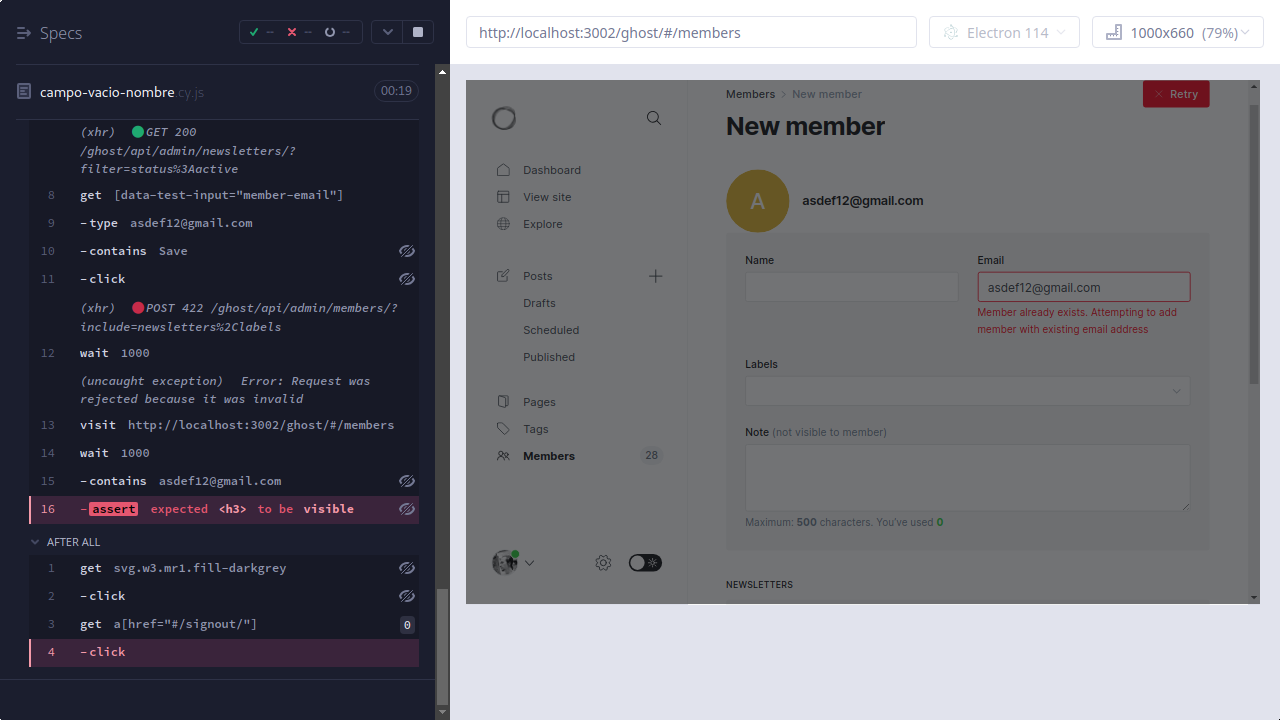 Specs
--
--
--
campo-vacio-nombre.cy.js
00:19
(xhr) GET 200
/ghost/api/admin/newsletters/?
filter=status%3Aactive
8 get [data-test-input="member-email"]
9 -type asdef12@gmail.com
10 -contains Save
11 -click
(xhr) POST 422 /ghost/api/admin/members/?
include=newsletters%2Clabels
12 wait 1000
(uncaught exception) Error: Request was
rejected because it was invalid
13 visit http://localhost:3002/ghost/#/members
14 wait 1000
15 -contains asdef12@gmail.com
16 -assert expected <h3> to be visible
AFTER ALL
1 get svg.w3.mr1.fill-darkgrey
2 -click
3 get a[href="#/signout/"] 0
4 -click
http://localhost:3002/ghost/#/members
Electron 114
1000x660 (79%)
Dashboard
View site
Explore
Posts
Drafts
Scheduled
Published
Pages
Tags
Members 28
Members > New member
Retry
New member
A
asdef12@gmail.com
Name
Email
asdef12@gmail.com
Member already exists. Attempting to add
member with existing email address
Labels
Note (not visible to member)
Maximum: 500 characters. You've used 0
NEWSLETTERS